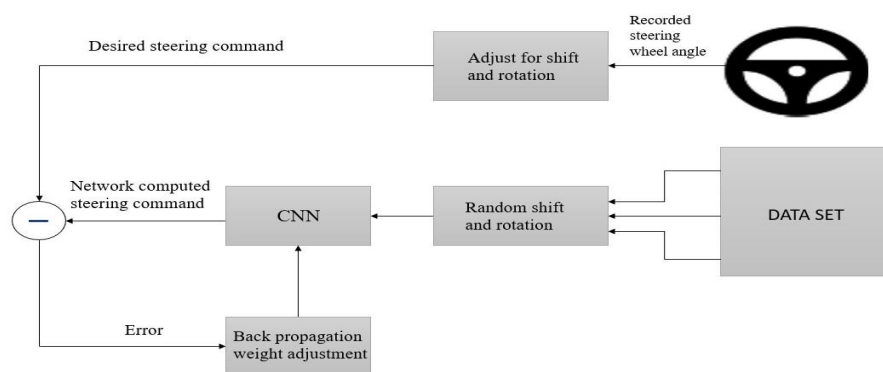 Desired steering command
Adjust for shift
and rotation
Recorded
steering
wheel angle
Network computed
steering command
CNN
Random shift
and rotation
DATA SET
Error
Back propagation
weight adjustment